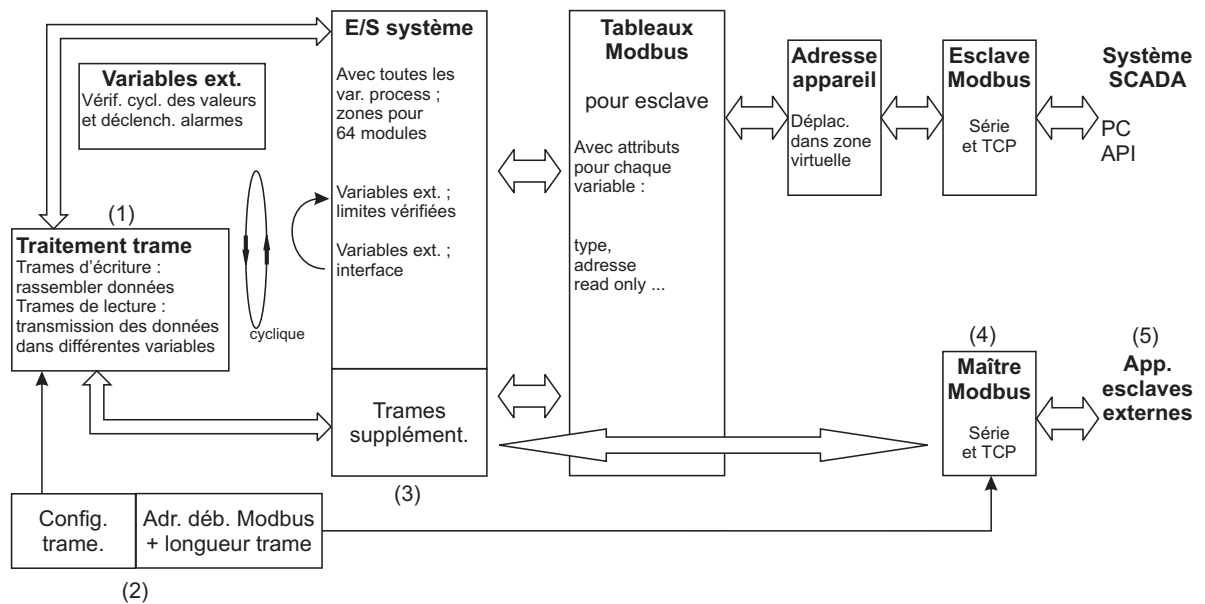 E/S système
Avec toutes les
var. process ;
zones pour
64 modules
Variables ext. ;
limites vérifiées
Variables ext. ;
interface
Variables ext.
Vérif. cycl. des valeurs
et déclench. alarmes
(1)
Traitement trame
Trames d'écriture :
rassembler données
Trames de lecture :
transmission des données
dans différentes variables
cyclique
Tableaux
Modbus
pour esclave
Avec attributs
pour chaque
variable :
type,
adresse
read only ...
Adresse
appareil
Déplac.
dans zone
virtuelle
Esclave
Modbus
Série
et TCP
Système
SCADA
PC
API
Trames
supplément.
(3)
(4)
Maître
Modbus
Série
et TCP
(5)
App.
esclaves
externes
Config.
trame.
Adr. déb. Modbus
+ longueur trame
(2)